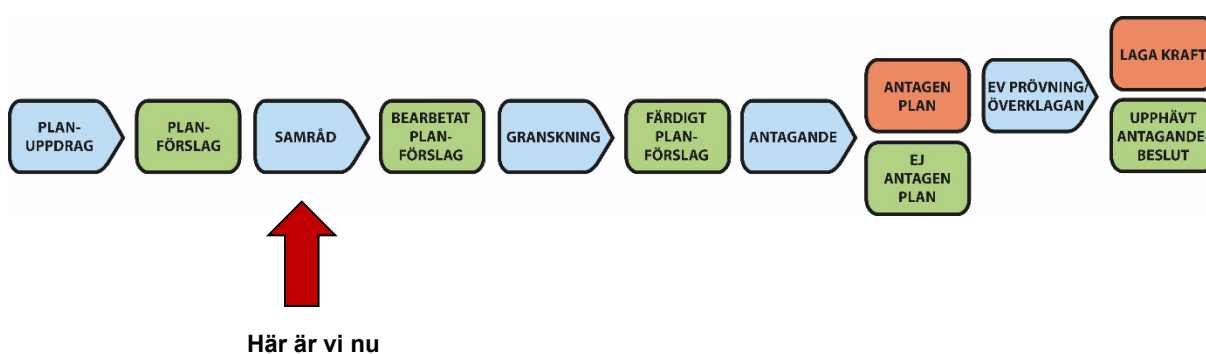 PLAN-
UPPDRAG
PLAN-
FÖRSLAG
SAMRÅD
BEARBETAT
PLAN-
FÖRSLAG
GRANSKNING
FÄRDIGT
PLAN-
FÖRSLAG
ANTAGANDE
ANTAGEN
PLAN
EJ
ANTAGEN
PLAN
EV PRÖVNING/
ÖVERKLAGAN
LAGA KRAFT
UPPHÄVT
ANTAGANDE-
BESLUT
Här är vi nu